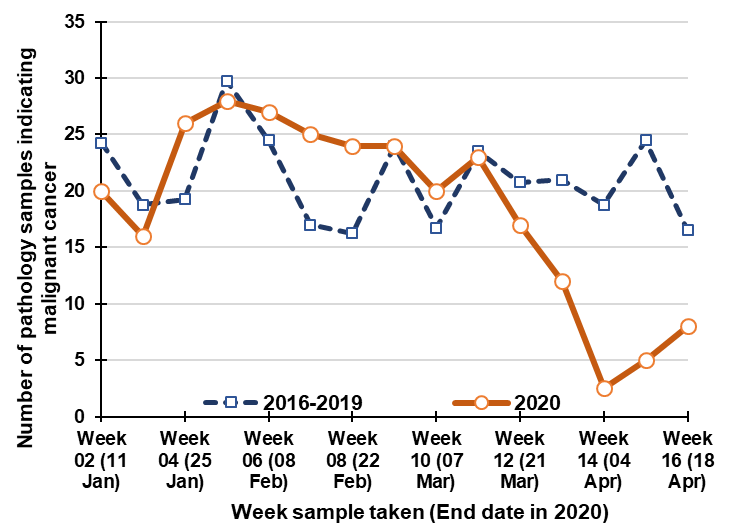 35
30
25
20
15
10
5
0
Number of pathology samples indicating
malignant cancer
2016-2019
2020
Week
02 (11
Jan)
Week
04 (25
Jan)
Week
06 (08
Feb)
Week
08 (22
Feb)
Week
10 (07
Mar)
Week
12 (21
Mar)
Week
14 (04
Apr)
Week
16 (18
Apr)
Week sample taken (End date in 2020)